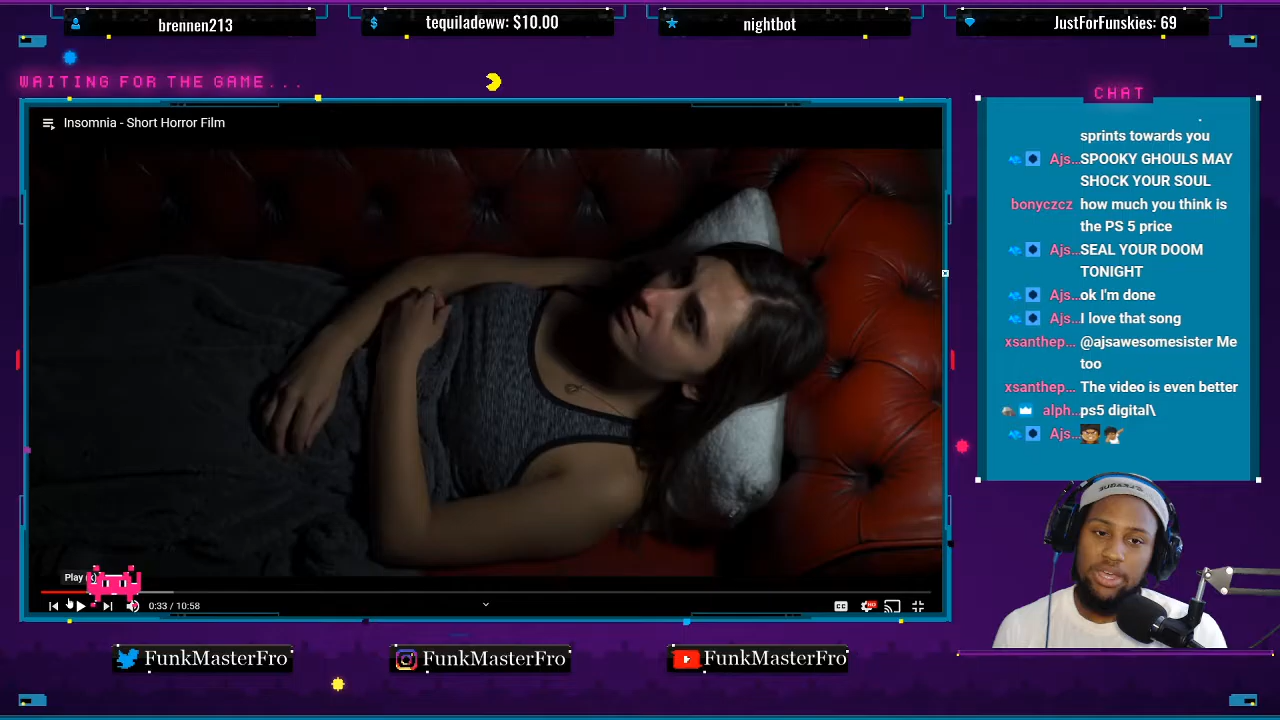 brennen213
tequiladeww: $10.00
nightbot
JustForFunskies: 69
WAITING FOR THE GAME...
CHAT
Insomnia - Short Horror Film
sprints towards you
Ajs...SPOOKY GHOULS MAY
SHOCK YOUR SOUL
bonyczcz how much you think is
the PS 5 price
Ajs...SEAL YOUR DOOM
TONIGHT
Ajs...ok I'm done
Ajs...I love that song
xsanthep... @ajsawesomesister Me
too
xsanthep... The video is even better
alph...ps5 digital\
Ajs...
Play
0:33 / 10:58
CC
HD
FunkMasterFro
FunkMasterFro
FunkMasterFro